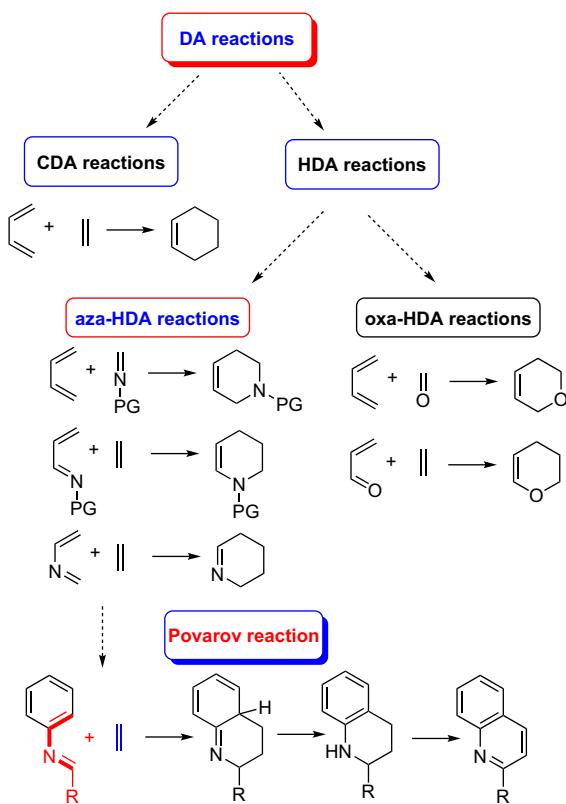 DA reactions
CDA reactions
HDA reactions
+
aza-HDA reactions
oxa-HDA reactions
+
N
PG
N
PG
+
O
O
+
N
PG
N
PG
+
O
O
N
+
N
Povarov reaction
N
R
+
H
N
R
HN
R
N
R